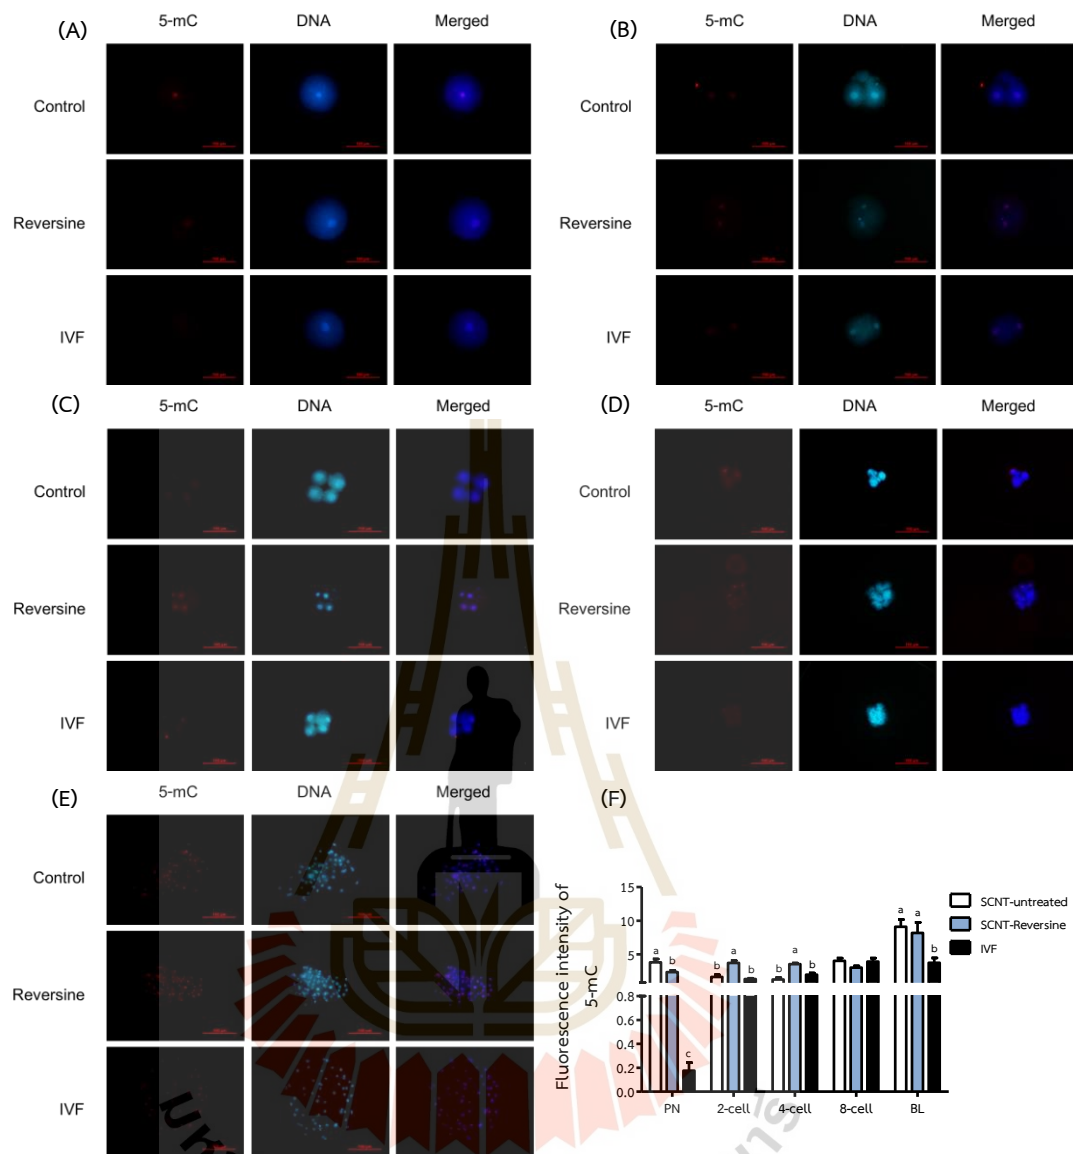 (A) 5-mC DNA Merged
Control
Reversine
IVF
(B) 5-mC DNA Merged
Control
Reversine
IVF
(C) 5-mC DNA Merged
Control
Reversine
IVF
(D) 5-mC DNA Merged
Control
Reversine
IVF
(E) 5-mC DNA Merged
Control
Reversine
IVF
(F)
Fluorescence intensity of
5-mC
15
10
5
0.8
0.6
0.4
0.2
0.0
a b c
b a b
b a b
a a b
PN 2-cell 4-cell 8-cell BL
SCNT-untreated
SCNT-Reversine
IVF